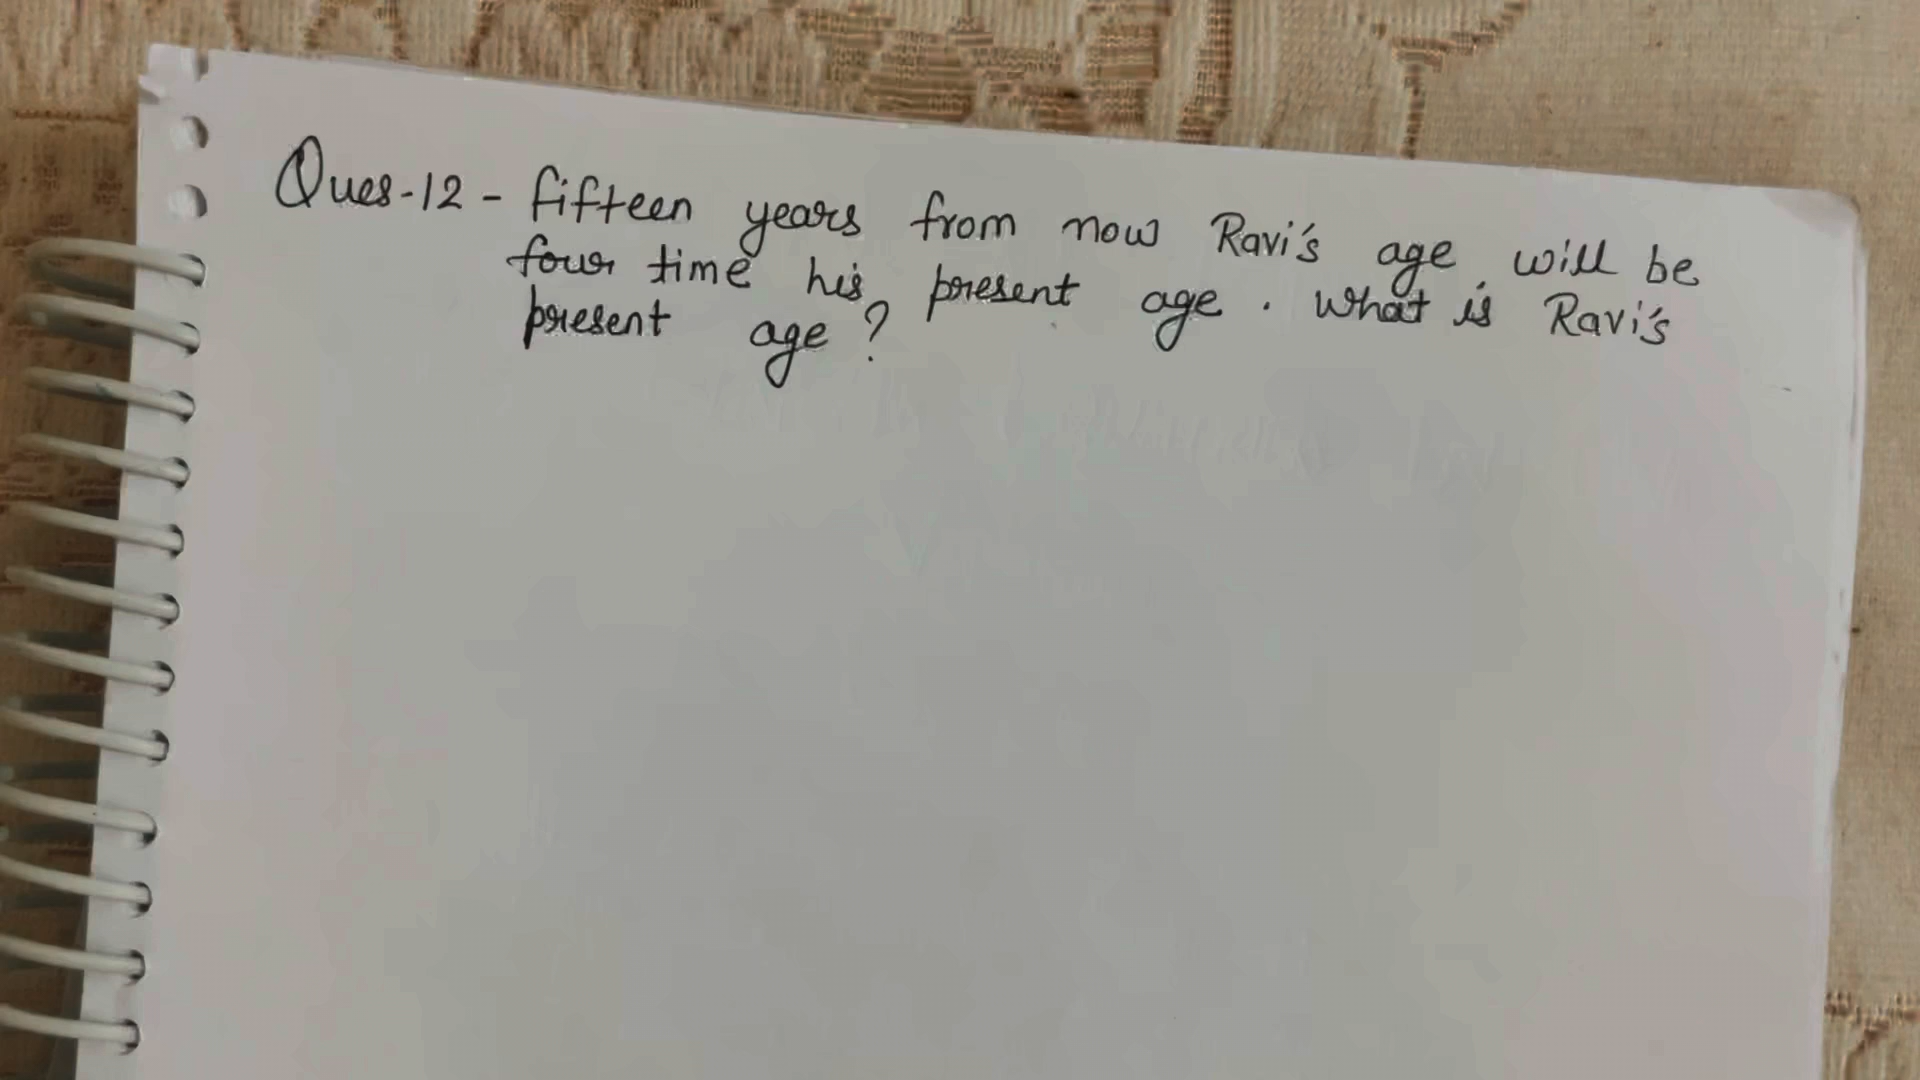 Ques-12 - fifteen years from now Ravi's age will be
four time his present age. What is Ravi's
present age?